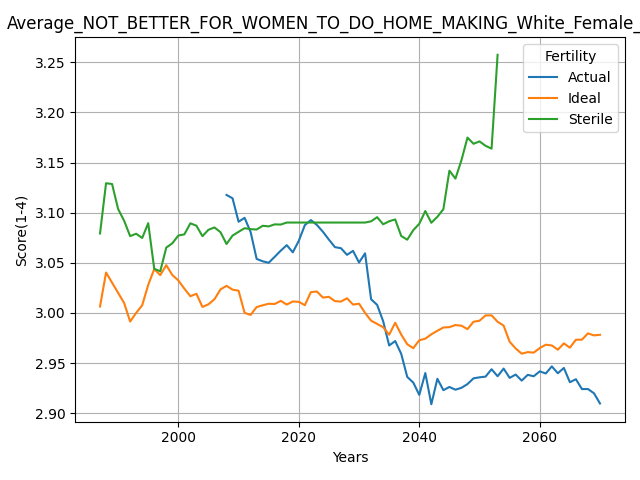 Average_NOT_BETTER_FOR_WOMEN_TO_DO_HOME_MAKING_White_Female_
Fertility
Actual
Ideal
Sterile
3.25
3.20
3.15
3.10
3.05
3.00
2.95
2.90
Score(1-4)
2000
2020
2040
2060
Years